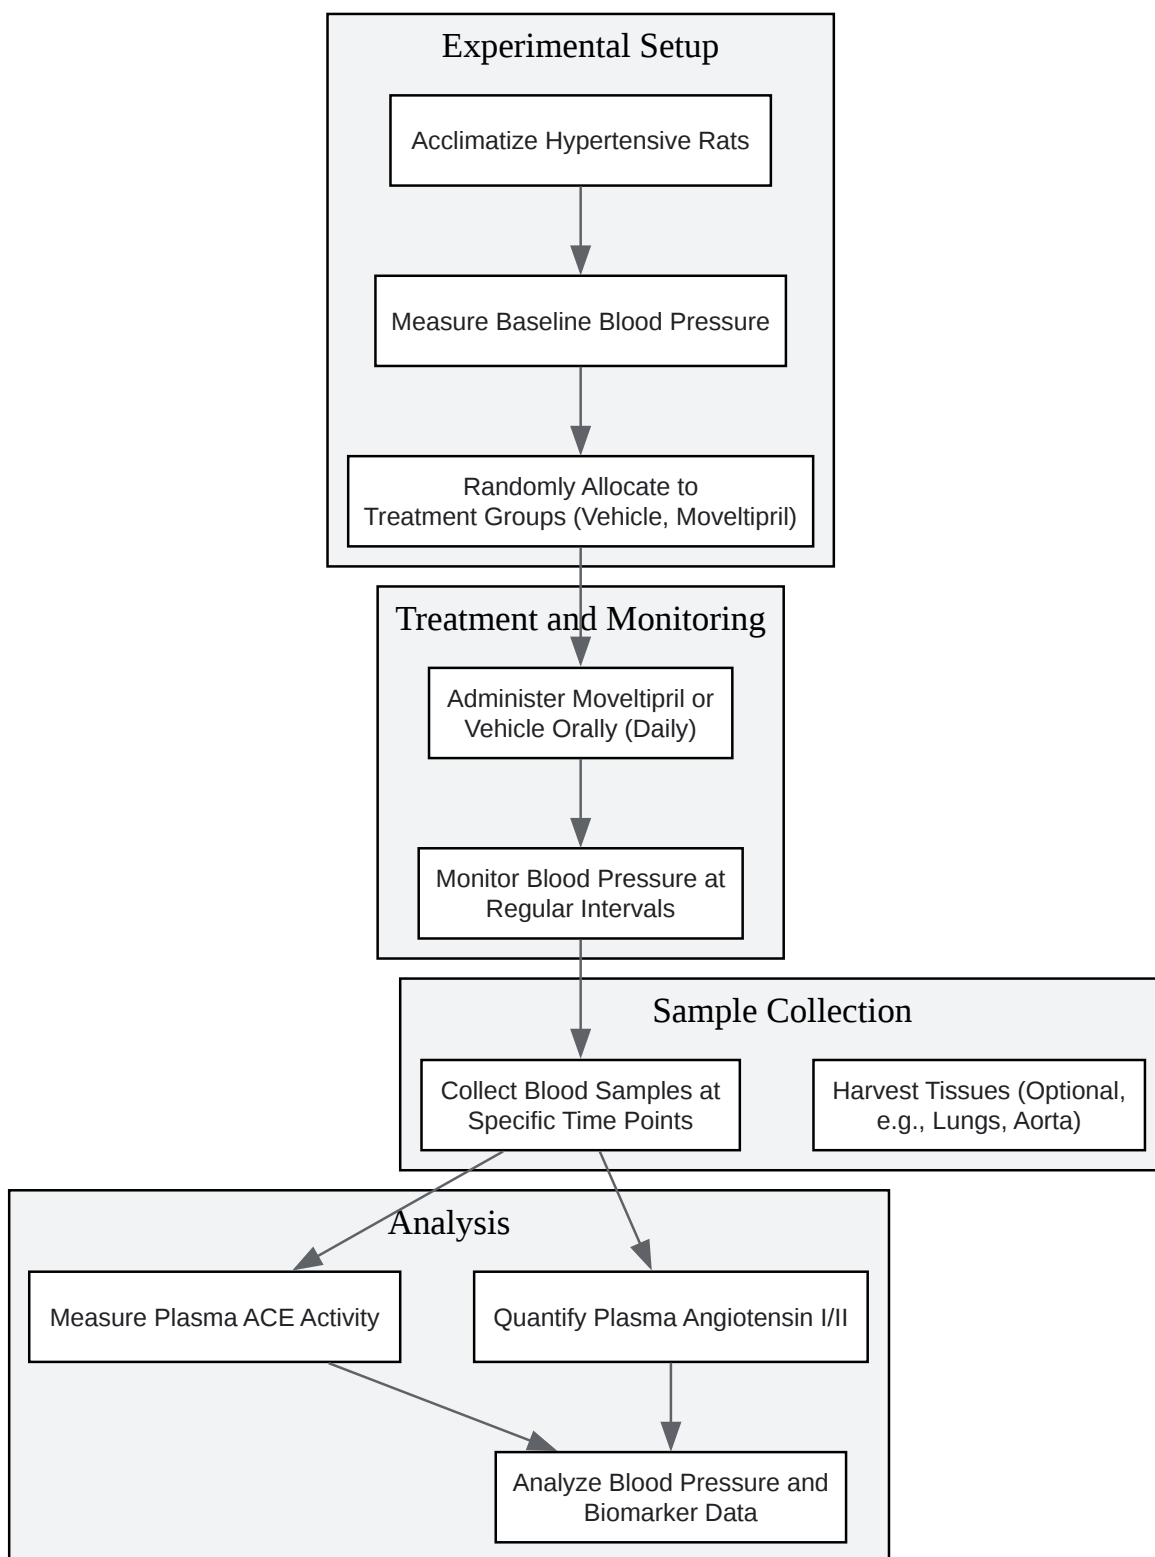 Experimental Setup
Acclimatize Hypertensive Rats
Measure Baseline Blood Pressure
Randomly Allocate to
Treatment Groups (Vehicle, Moveltipril)
Treatment and Monitoring
Administer Moveltipril or
Vehicle Orally (Daily)
Monitor Blood Pressure at
Regular Intervals
Sample Collection
Collect Blood Samples at
Specific Time Points
Harvest Tissues (Optional,
e.g., Lungs, Aorta)
Analysis
Measure Plasma ACE Activity
Quantify Plasma Angiotensin I/II
Analyze Blood Pressure and
Biomarker Data